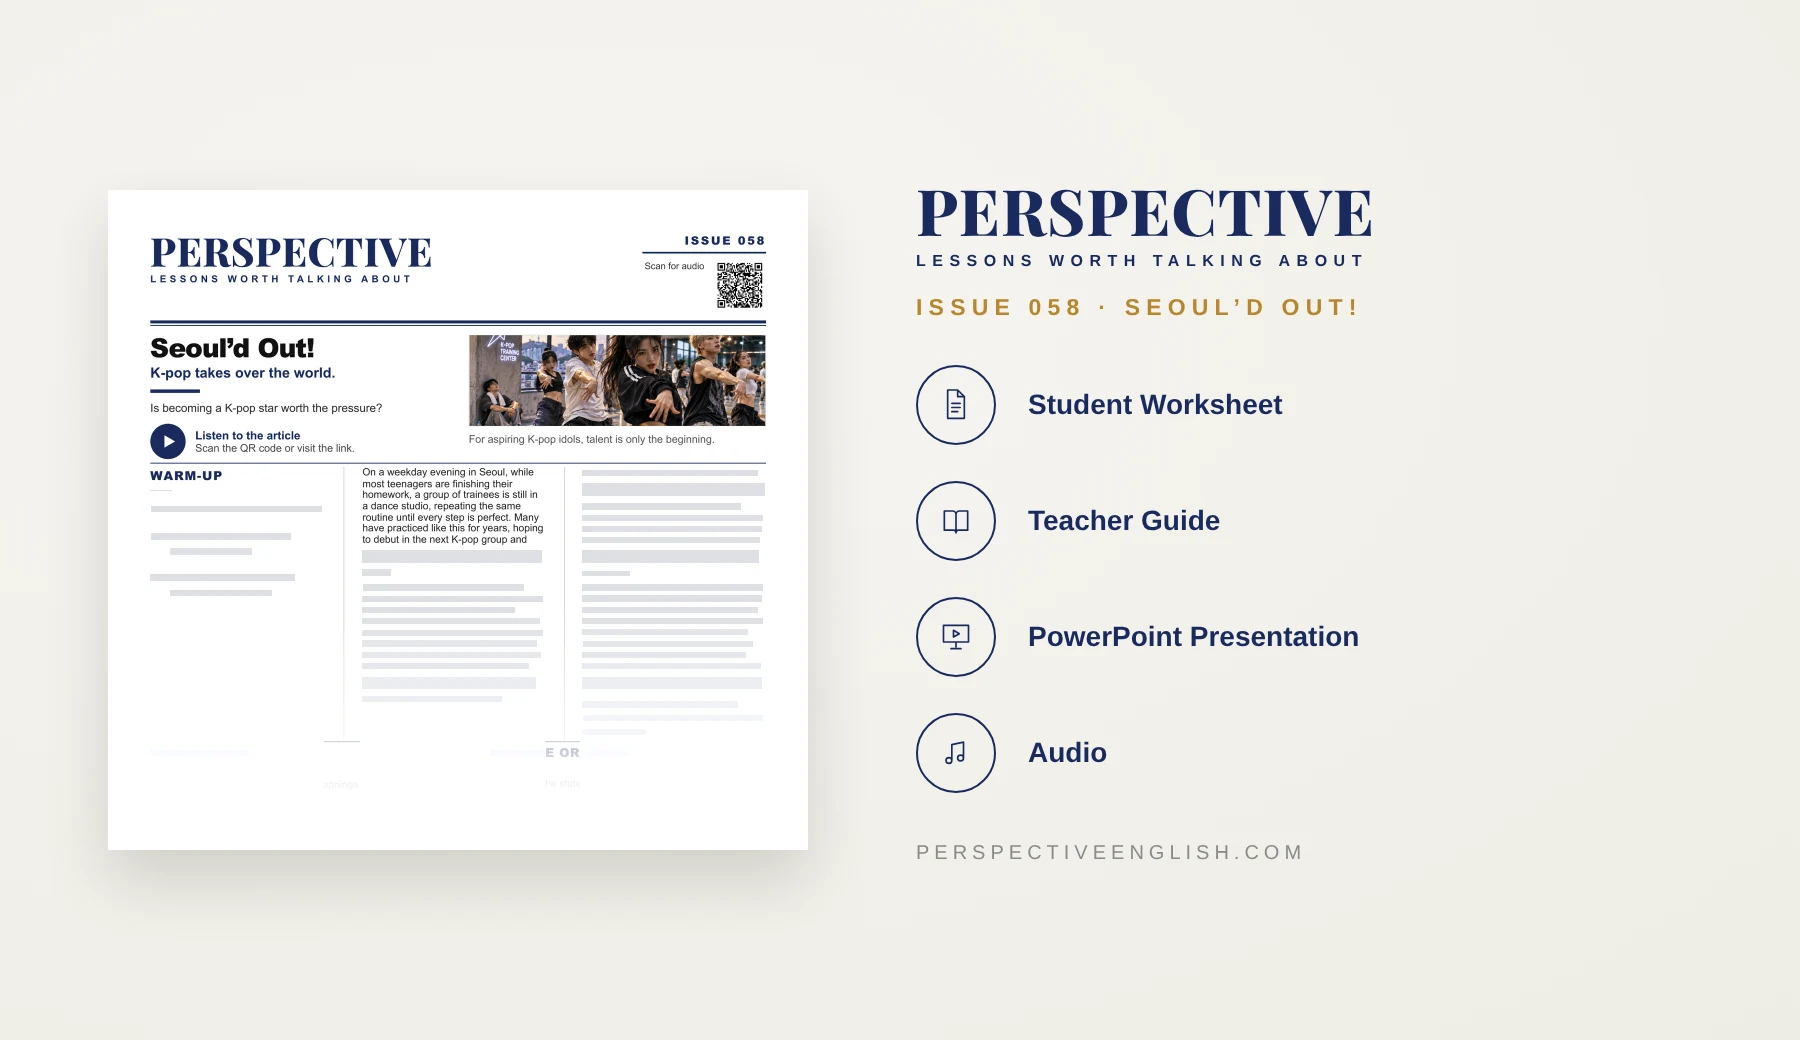 PERSPECTIVE
LESSONS WORTH TALKING ABOUT
ISSUE 058
Scan for audio
Seoul’d Out!
K-pop takes over the world.
Is becoming a K-pop star worth the pressure?
Listen to the article
Scan the QR code or visit the link.
K-POP
TRAINING
CENTER
For aspiring K-pop idols, talent is only the beginning.
WARM-UP
On a weekday evening in Seoul, while
most teenagers are finishing their
homework, a group of trainees is still in
a dance studio, repeating the same
routine until every step is perfect. Many
have practiced like this for years, hoping
to debut in the next K-pop group and
E OR
PERSPECTIVE
LESSONS WORTH TALKING ABOUT
ISSUE 058 · SEOUL’D OUT!
Student Worksheet
Teacher Guide
PowerPoint Presentation
Audio
PERSPECTIVEENGLISH.COM